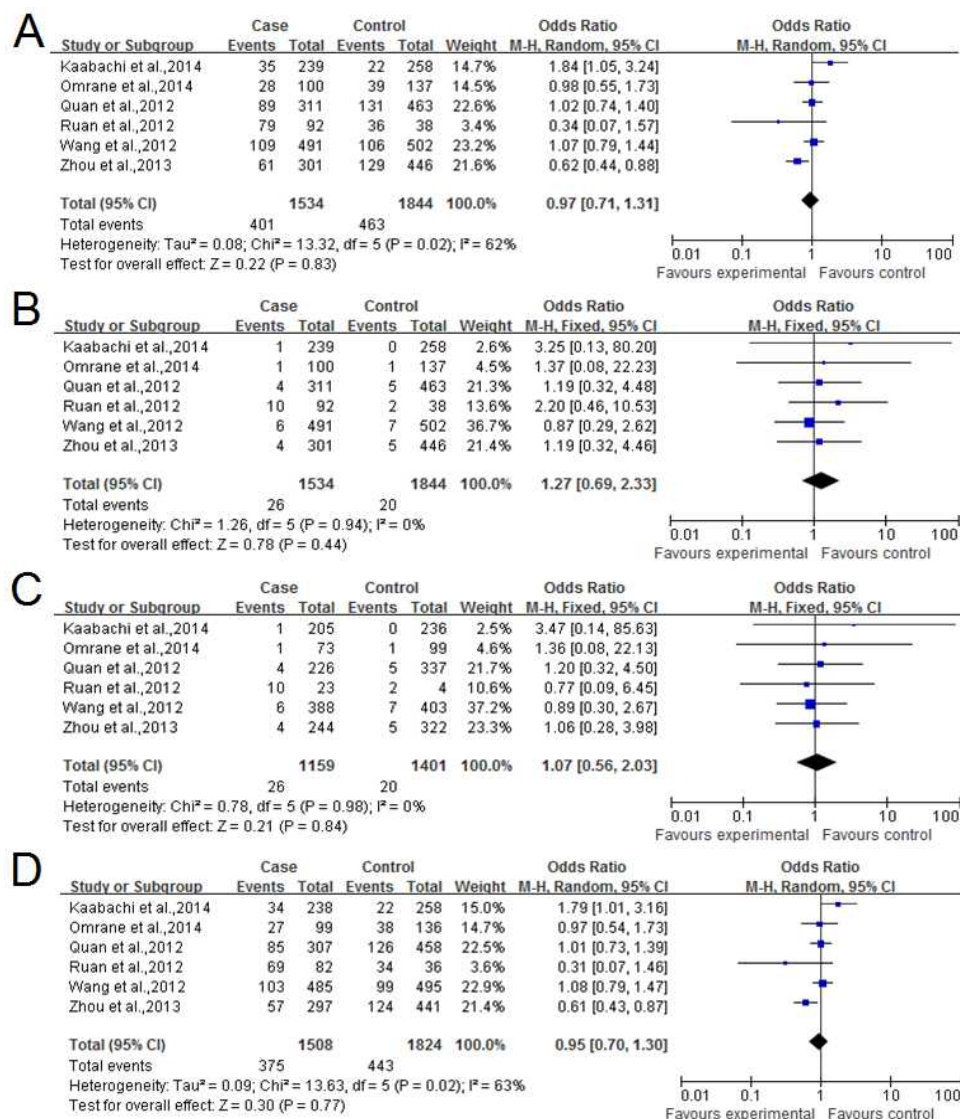 A
Case Control Odds Ratio Odds Ratio
Study or Subgroup Events Total Events Total Weight M-H, Random, 95% CI M-H, Random, 95% CI
Kaabachi et al.,2014 35 239 22 258 14.7% 1.84 [1.05, 3.24]
Omrane et al.,2014 28 100 39 137 14.5% 0.98 [0.55, 1.73]
Quan et al.,2012 89 311 131 463 22.6% 1.02 [0.74, 1.40]
Ruan et al.,2012 79 92 36 38 3.4% 0.34 [0.07, 1.57]
Wang et al.,2012 109 491 106 502 23.2% 1.07 [0.79, 1.44]
Zhou et al.,2013 61 301 129 446 21.6% 0.62 [0.44, 0.88]
Total (95% CI) 1534 1844 100.0% 0.97 [0.71, 1.31]
Total events 401 463
Heterogeneity: Tau² = 0.08; Chi² = 13.32, df = 5 (P = 0.02); I² = 62%
Test for overall effect: Z = 0.22 (P = 0.83)
0.01 0.1 1 10 100
Favours experimental Favours control
B
Case Control Odds Ratio Odds Ratio
Study or Subgroup Events Total Events Total Weight M-H, Fixed, 95% CI M-H, Fixed, 95% CI
Kaabachi et al.,2014 1 239 0 258 2.6% 3.25 [0.13, 80.20]
Omrane et al.,2014 1 100 1 137 4.5% 1.37 [0.08, 22.23]
Quan et al.,2012 4 311 5 463 21.3% 1.19 [0.32, 4.48]
Ruan et al.,2012 10 92 2 38 13.6% 2.20 [0.46, 10.53]
Wang et al.,2012 6 491 7 502 36.7% 0.87 [0.29, 2.62]
Zhou et al.,2013 4 301 5 446 21.4% 1.19 [0.32, 4.46]
Total (95% CI) 1534 1844 100.0% 1.27 [0.69, 2.33]
Total events 26 20
Heterogeneity: Chi² = 1.26, df = 5 (P = 0.94); I² = 0%
Test for overall effect: Z = 0.78 (P = 0.44)
0.01 0.1 1 10 100
Favours experimental Favours control
C
Case Control Odds Ratio Odds Ratio
Study or Subgroup Events Total Events Total Weight M-H, Fixed, 95% CI M-H, Fixed, 95% CI
Kaabachi et al.,2014 1 205 0 236 2.5% 3.47 [0.14, 85.63]
Omrane et al.,2014 1 73 1 99 4.6% 1.36 [0.08, 22.13]
Quan et al.,2012 4 226 5 337 21.7% 1.20 [0.32, 4.50]
Ruan et al.,2012 10 23 2 4 10.6% 0.77 [0.09, 6.45]
Wang et al.,2012 6 388 7 403 37.2% 0.89 [0.30, 2.67]
Zhou et al.,2013 4 244 5 322 23.3% 1.06 [0.28, 3.98]
Total (95% CI) 1159 1401 100.0% 1.07 [0.56, 2.03]
Total events 26 20
Heterogeneity: Chi² = 0.78, df = 5 (P = 0.98); I² = 0%
Test for overall effect: Z = 0.21 (P = 0.84)
0.01 0.1 1 10 100
Favours experimental Favours control
D
Case Control Odds Ratio Odds Ratio
Study or Subgroup Events Total Events Total Weight M-H, Random, 95% CI M-H, Random, 95% CI
Kaabachi et al.,2014 34 238 22 258 15.0% 1.79 [1.01, 3.16]
Omrane et al.,2014 27 99 38 136 14.7% 0.97 [0.54, 1.73]
Quan et al.,2012 85 307 126 458 22.5% 1.01 [0.73, 1.39]
Ruan et al.,2012 69 82 34 36 3.6% 0.31 [0.07, 1.46]
Wang et al.,2012 103 485 99 495 22.9% 1.08 [0.79, 1.47]
Zhou et al.,2013 57 297 124 441 21.4% 0.61 [0.43, 0.87]
Total (95% CI) 1508 1824 100.0% 0.95 [0.70, 1.30]
Total events 375 443
Heterogeneity: Tau² = 0.09; Chi² = 13.63, df = 5 (P = 0.02); I² = 63%
Test for overall effect: Z = 0.30 (P = 0.77)
0.01 0.1 1 10 100
Favours experimental Favours control